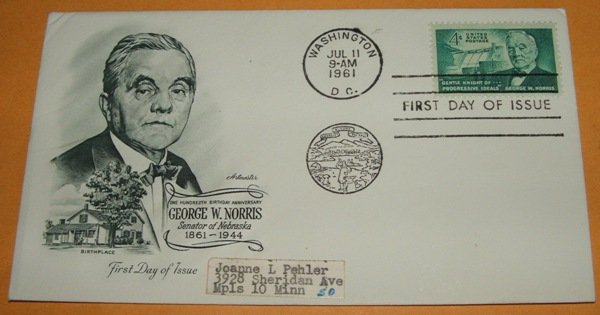 WASHINGTON
JUL 11
9-AM
1961
D. C.
4¢ UNITED STATES POSTAGE
GENTLE KNIGHT OF
PROGRESSIVE IDEALS GEORGE W. NORRIS
FIRST DAY OF ISSUE
Artmaster
ONE HUNDREDTH BIRTHDAY ANNIVERSARY
GEORGE W. NORRIS
Senator of Nebraska
1861-1944
BIRTHPLACE
First Day of Issue
Joanne L Pehler
3928 Sheridan Ave
Mpls 10 Minn